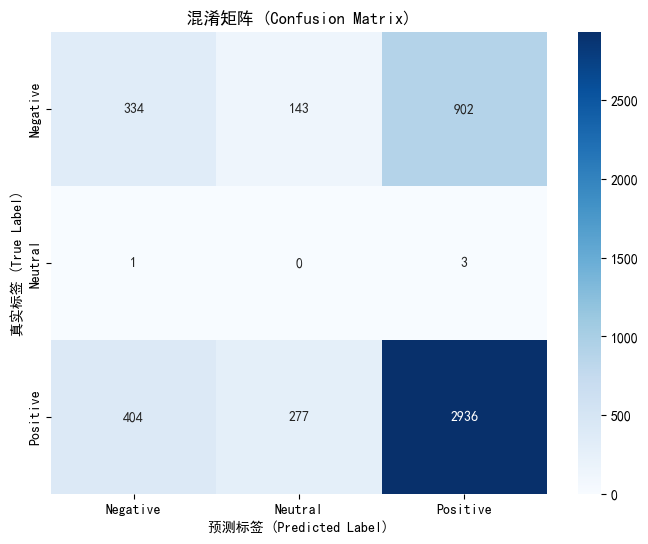 混淆矩阵 (Confusion Matrix)
真实标签 (True Label)
Negative
334 143 902
Neutral
1 0 3
Positive
404 277 2936
Negative Neutral Positive
预测标签 (Predicted Label)
2500
2000
1500
1000
500
0